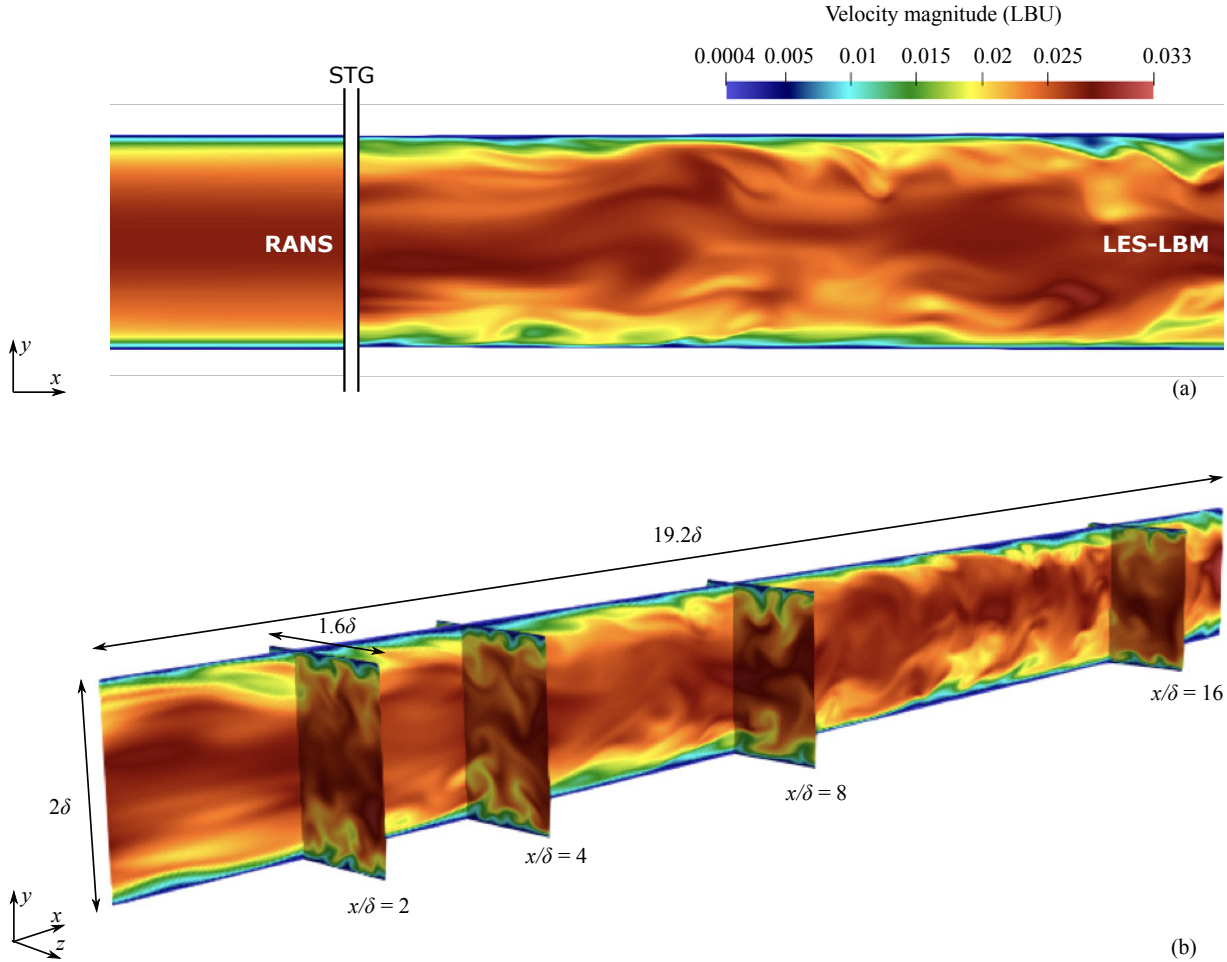 Velocity magnitude (LBU)
0.0004 0.005 0.01 0.015 0.02 0.025 0.033
STG
RANS
LES-LBM
y
x
(a)
19.2δ
1.6δ
2δ
x/δ = 16
x/δ = 8
x/δ = 4
x/δ = 2
y
x
z
(b)